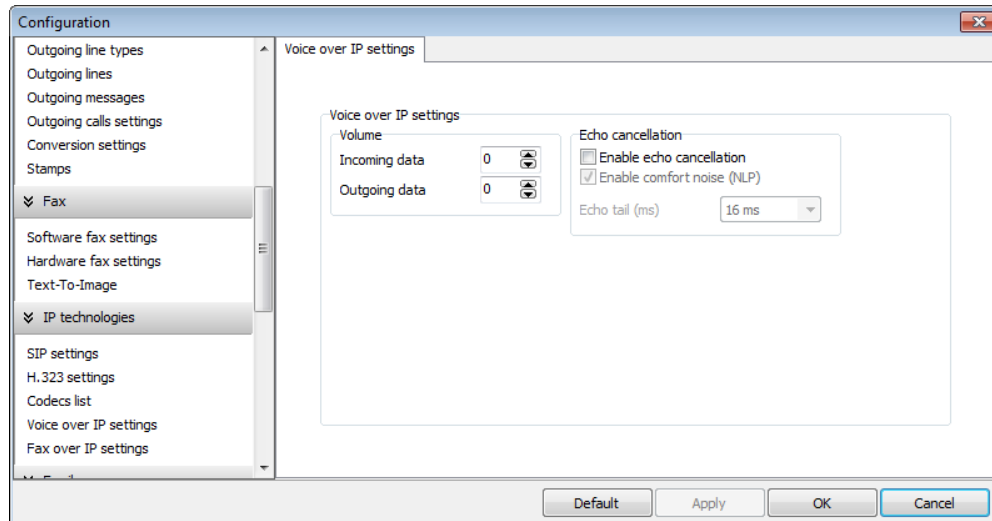 Configuration
Outgoing line types
Outgoing lines
Outgoing messages
Outgoing calls settings
Conversion settings
Stamps
Fax
Software fax settings
Hardware fax settings
Text-To-Image
IP technologies
SIP settings
H.323 settings
Codecs list
Voice over IP settings
Fax over IP settings
Voice over IP settings
Voice over IP settings
Volume
Incoming data 0
Outgoing data 0
Echo cancellation
Enable echo cancellation
Enable comfort noise (NLP)
Echo tail (ms) 16 ms
Default Apply OK Cancel